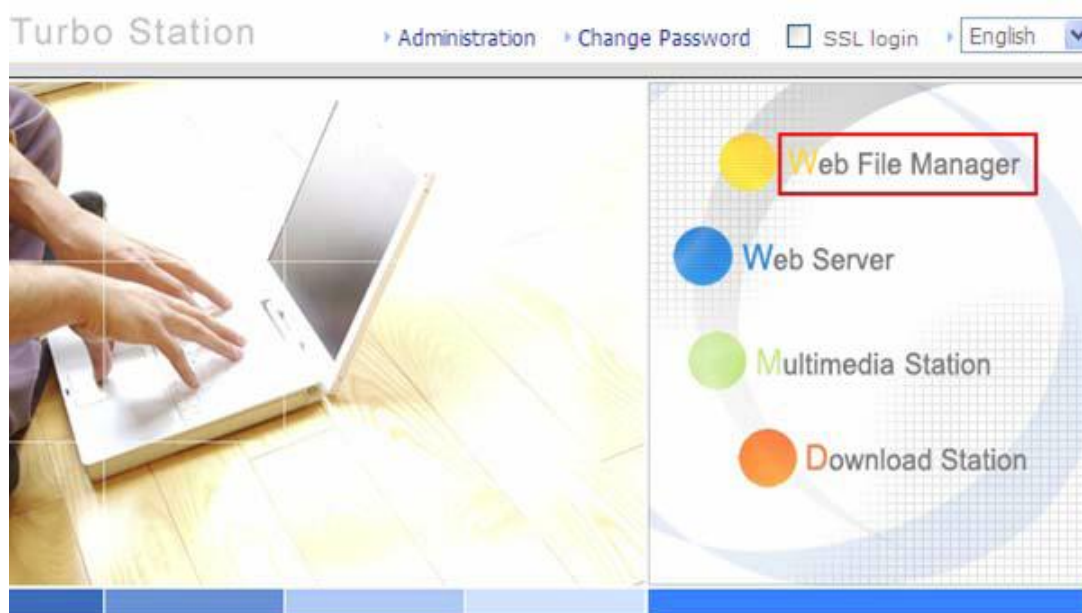 Turbo Station
Administration Change Password SSL login English
Web File Manager
Web Server
Multimedia Station
Download Station